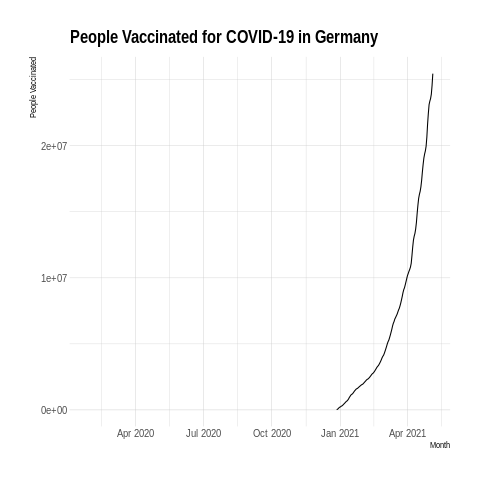 People Vaccinated for COVID-19 in Germany
People Vaccinated
2e+07
1e+07
0e+00
Apr 2020 Jul 2020 Oct 2020 Jan 2021 Apr 2021
Month